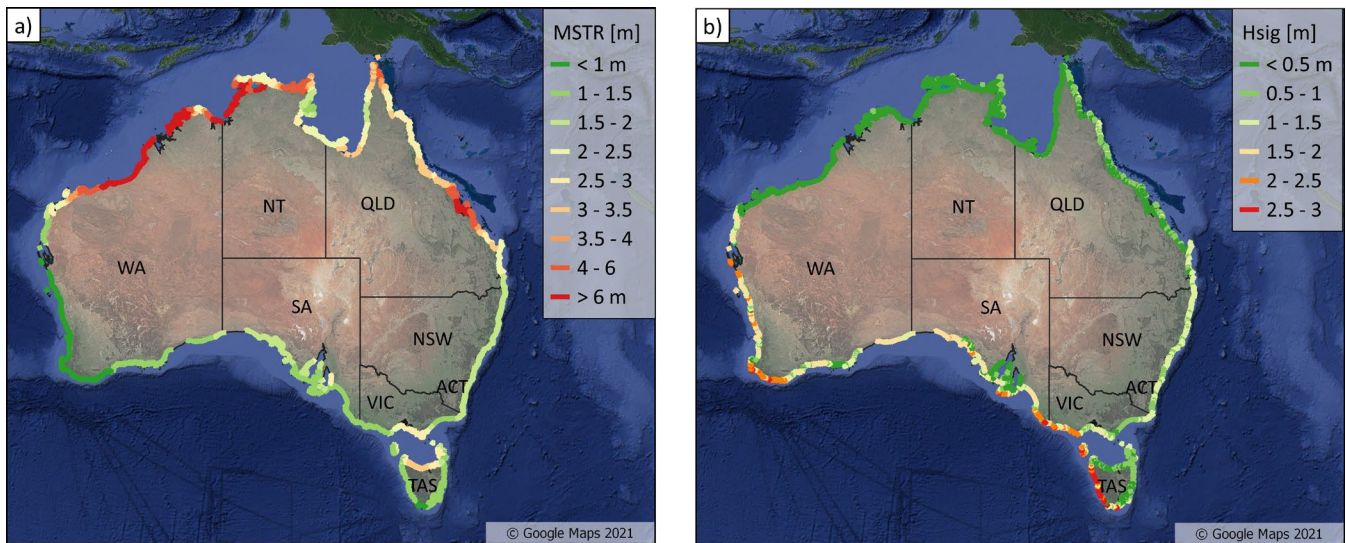 a)
MSTR [m]
< 1 m
1 - 1.5
1.5 - 2
2 - 2.5
2.5 - 3
3 - 3.5
3.5 - 4
4 - 6
> 6 m
WA
NT
QLD
SA
NSW
ACT
VIC
TAS
© Google Maps 2021
b)
Hsig [m]
< 0.5 m
0.5 - 1
1 - 1.5
1.5 - 2
2 - 2.5
2.5 - 3
WA
NT
QLD
SA
NSW
ACT
VIC
TAS
© Google Maps 2021